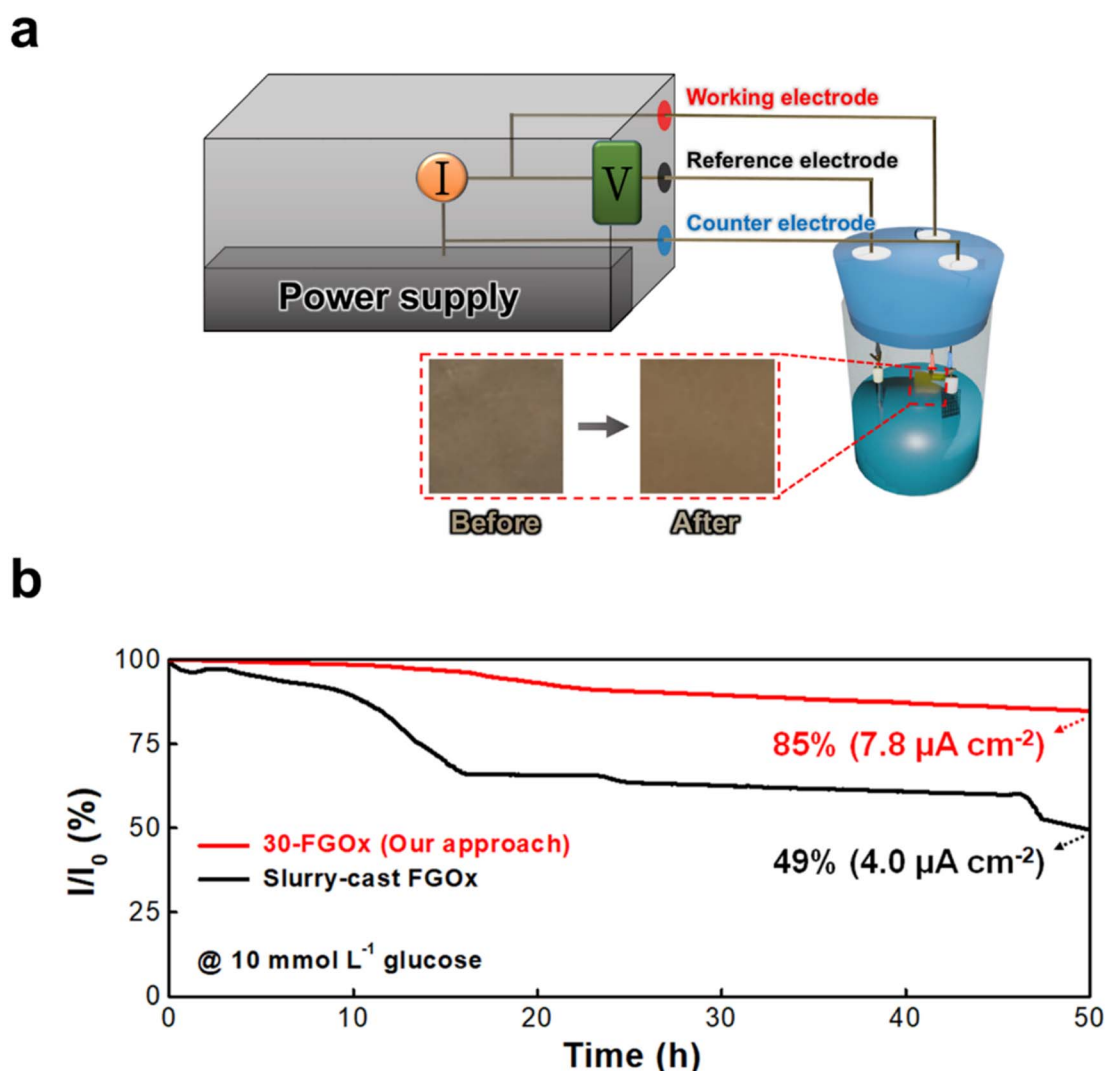 a
Working electrode
Reference electrode
Counter electrode
I
V
Power supply
Before
After
b
I/I₀ (%)
100
75
50
25
0
85% (7.8 µA cm⁻²)
49% (4.0 µA cm⁻²)
30-FGOx (Our approach)
Slurry-cast FGOx
@ 10 mmol L⁻¹ glucose
0 10 20 30 40 50
Time (h)